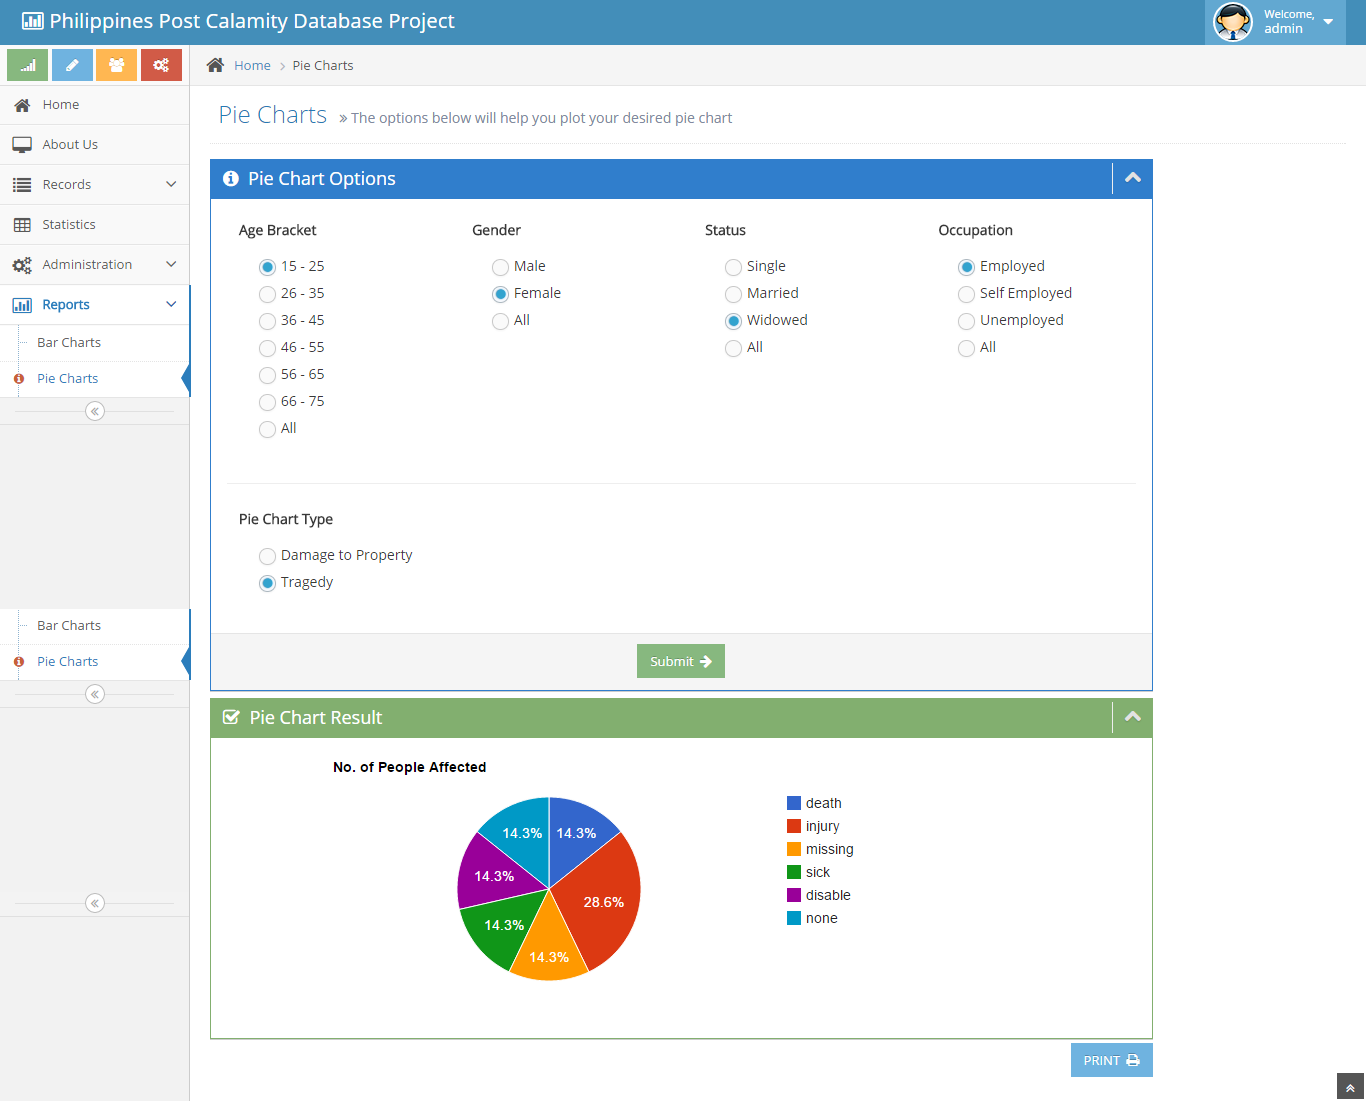 Philippines Post Calamity Database Project
Welcome,
admin
Home
About Us
Records
Statistics
Administration
Reports
Bar Charts
Pie Charts
Bar Charts
Pie Charts
Home > Pie Charts
Pie Charts » The options below will help you plot your desired pie chart
Pie Chart Options
Age Bracket
15 - 25
26 - 35
36 - 45
46 - 55
56 - 65
66 - 75
All
Gender
Male
Female
All
Status
Single
Married
Widowed
All
Occupation
Employed
Self Employed
Unemployed
All
Pie Chart Type
Damage to Property
Tragedy
Submit
Pie Chart Result
No. of People Affected
14.3% 14.3%
14.3%
28.6%
14.3%
14.3%
death
injury
missing
sick
disable
none
PRINT